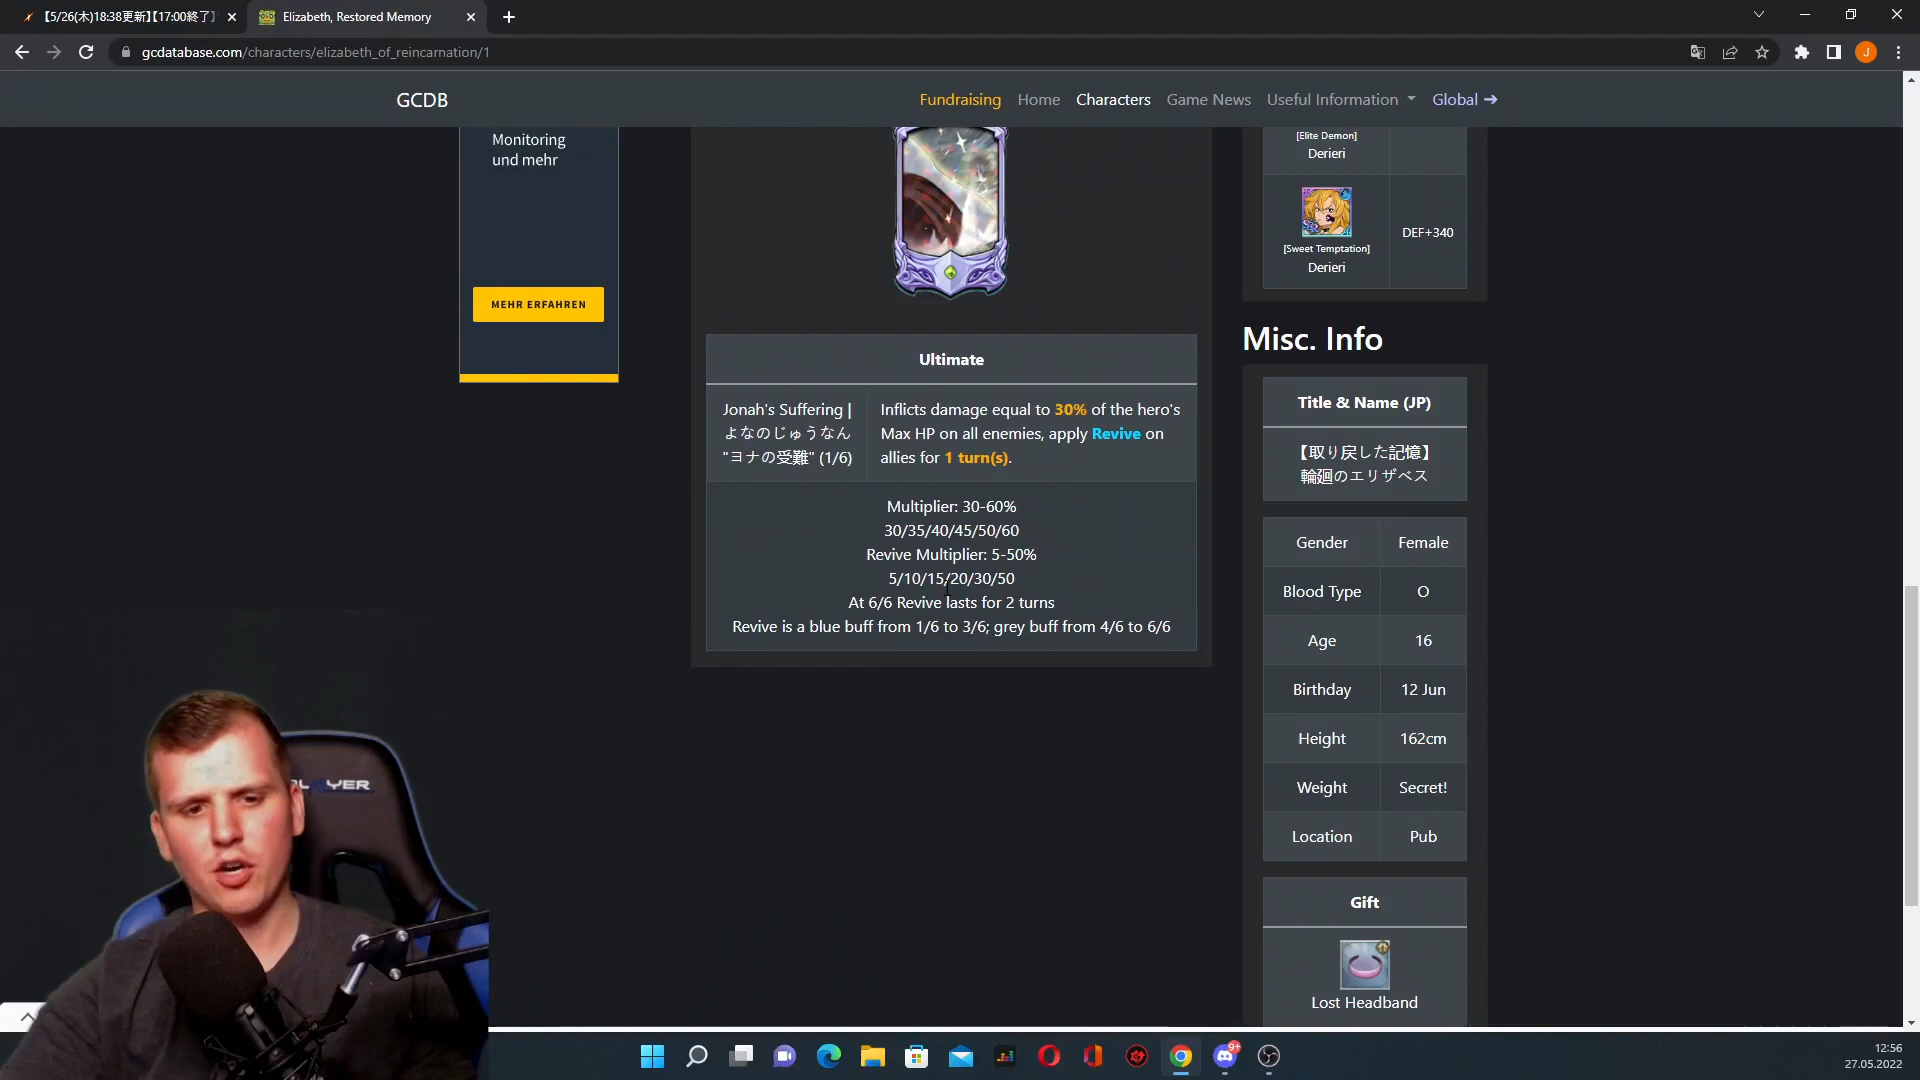 【5/26(木)18:38更新】【17:00終了】
Elizabeth, Restored Memory
gcdatabase.com/characters/elizabeth_of_reincarnation/1
J
GCDB
Fundraising
Home
Characters
Game News
Useful Information
Global
Monitoring
und mehr
MEHR ERFAHREN
[Elite Demon]
Derieri
[Sweet Temptation]
Derieri
DEF+340
Ultimate
Jonah's Suffering |
よなのじゅうなん
"ヨナの受難" (1/6)
Inflicts damage equal to 30% of the hero's
Max HP on all enemies, apply Revive on
allies for 1 turn(s).
Multiplier: 30-60%
30/35/40/45/50/60
Revive Multiplier: 5-50%
5/10/15/20/30/50
At 6/6 Revive lasts for 2 turns
Revive is a blue buff from 1/6 to 3/6; grey buff from 4/6 to 6/6
Misc. Info
Title & Name (JP)
【取り戻した記憶】
輪廻のエリザベス
Gender Female
Blood Type O
Age 16
Birthday 12 Jun
Height 162cm
Weight Secret!
Location Pub
Gift
Lost Headband
9+
12:56
27.05.2022